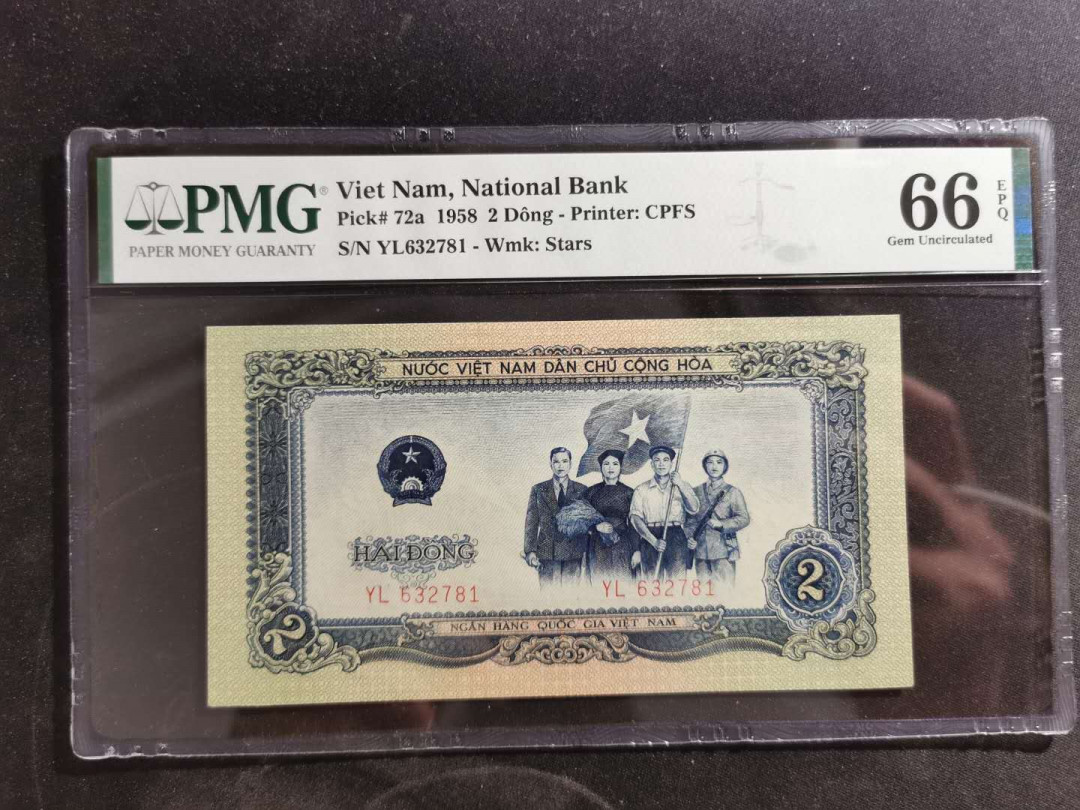 PMG®
PAPER MONEY GUARANTY
Viet Nam, National Bank
Pick# 72a 1958 2 Dông - Printer: CPFS
S/N YL632781 - Wmk: Stars
66 EPQ
Gem Uncirculated
NƯỚC VIỆT NAM DÂN CHỦ CỘNG HÒA
HAI ĐỒNG
YL 632781 YL 632781
2
NGÂN HÀNG QUỐC GIA VIỆT NAM
2